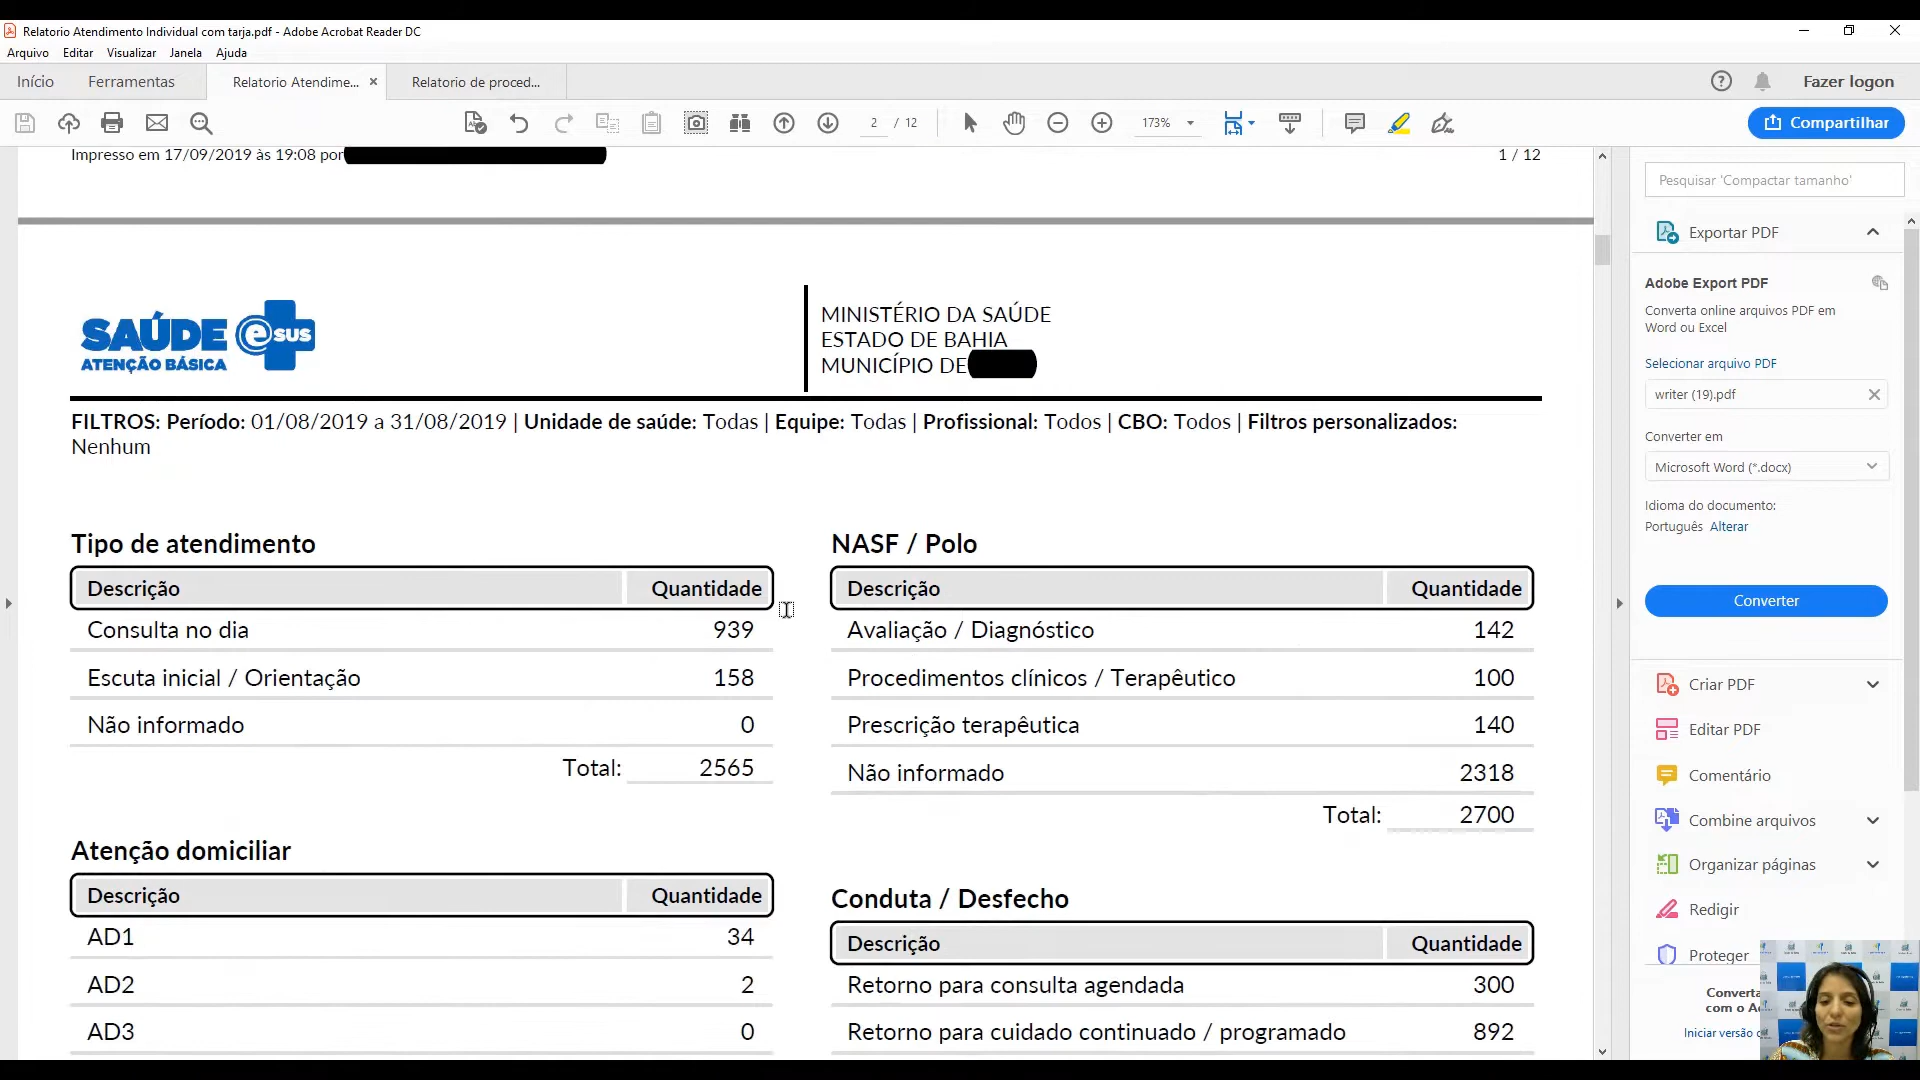 Relatorio Atendimento Individual com tarja.pdf - Adobe Acrobat Reader DC
Arquivo Editar Visualizar Janela Ajuda
Início Ferramentas Relatorio Atendime... × Relatorio de proced... Fazer logon
2 / 12 173% Compartilhar
Impresso em 17/09/2019 às 19:08 por 1 / 12
SAÚDE e SUS
ATENÇÃO BÁSICA
MINISTÉRIO DA SAÚDE
ESTADO DE BAHIA
MUNICÍPIO DE
FILTROS: Período: 01/08/2019 a 31/08/2019 | Unidade de saúde: Todas | Equipe: Todas | Profissional: Todos | CBO: Todos | Filtros personalizados:
Nenhum
Tipo de atendimento
Descrição Quantidade
Consulta no dia 939
Escuta inicial / Orientação 158
Não informado 0
Total: 2565
Atenção domiciliar
Descrição Quantidade
AD1 34
AD2 2
AD3 0
NASF / Polo
Descrição Quantidade
Avaliação / Diagnóstico 142
Procedimentos clínicos / Terapêutico 100
Prescrição terapêutica 140
Não informado 2318
Total: 2700
Conduta / Desfecho
Descrição Quantidade
Retorno para consulta agendada 300
Retorno para cuidado continuado / programado 892
Pesquisar 'Compactar tamanho'
Exportar PDF
Adobe Export PDF
Converta online arquivos PDF em
Word ou Excel
Selecionar arquivo PDF
writer (19).pdf
Converter em
Microsoft Word (*.docx)
Idioma do documento:
Português Alterar
Converter
Criar PDF
Editar PDF
Comentário
Combine arquivos
Organizar páginas
Redigir
Proteger
Converta
com o A
Iniciar versão